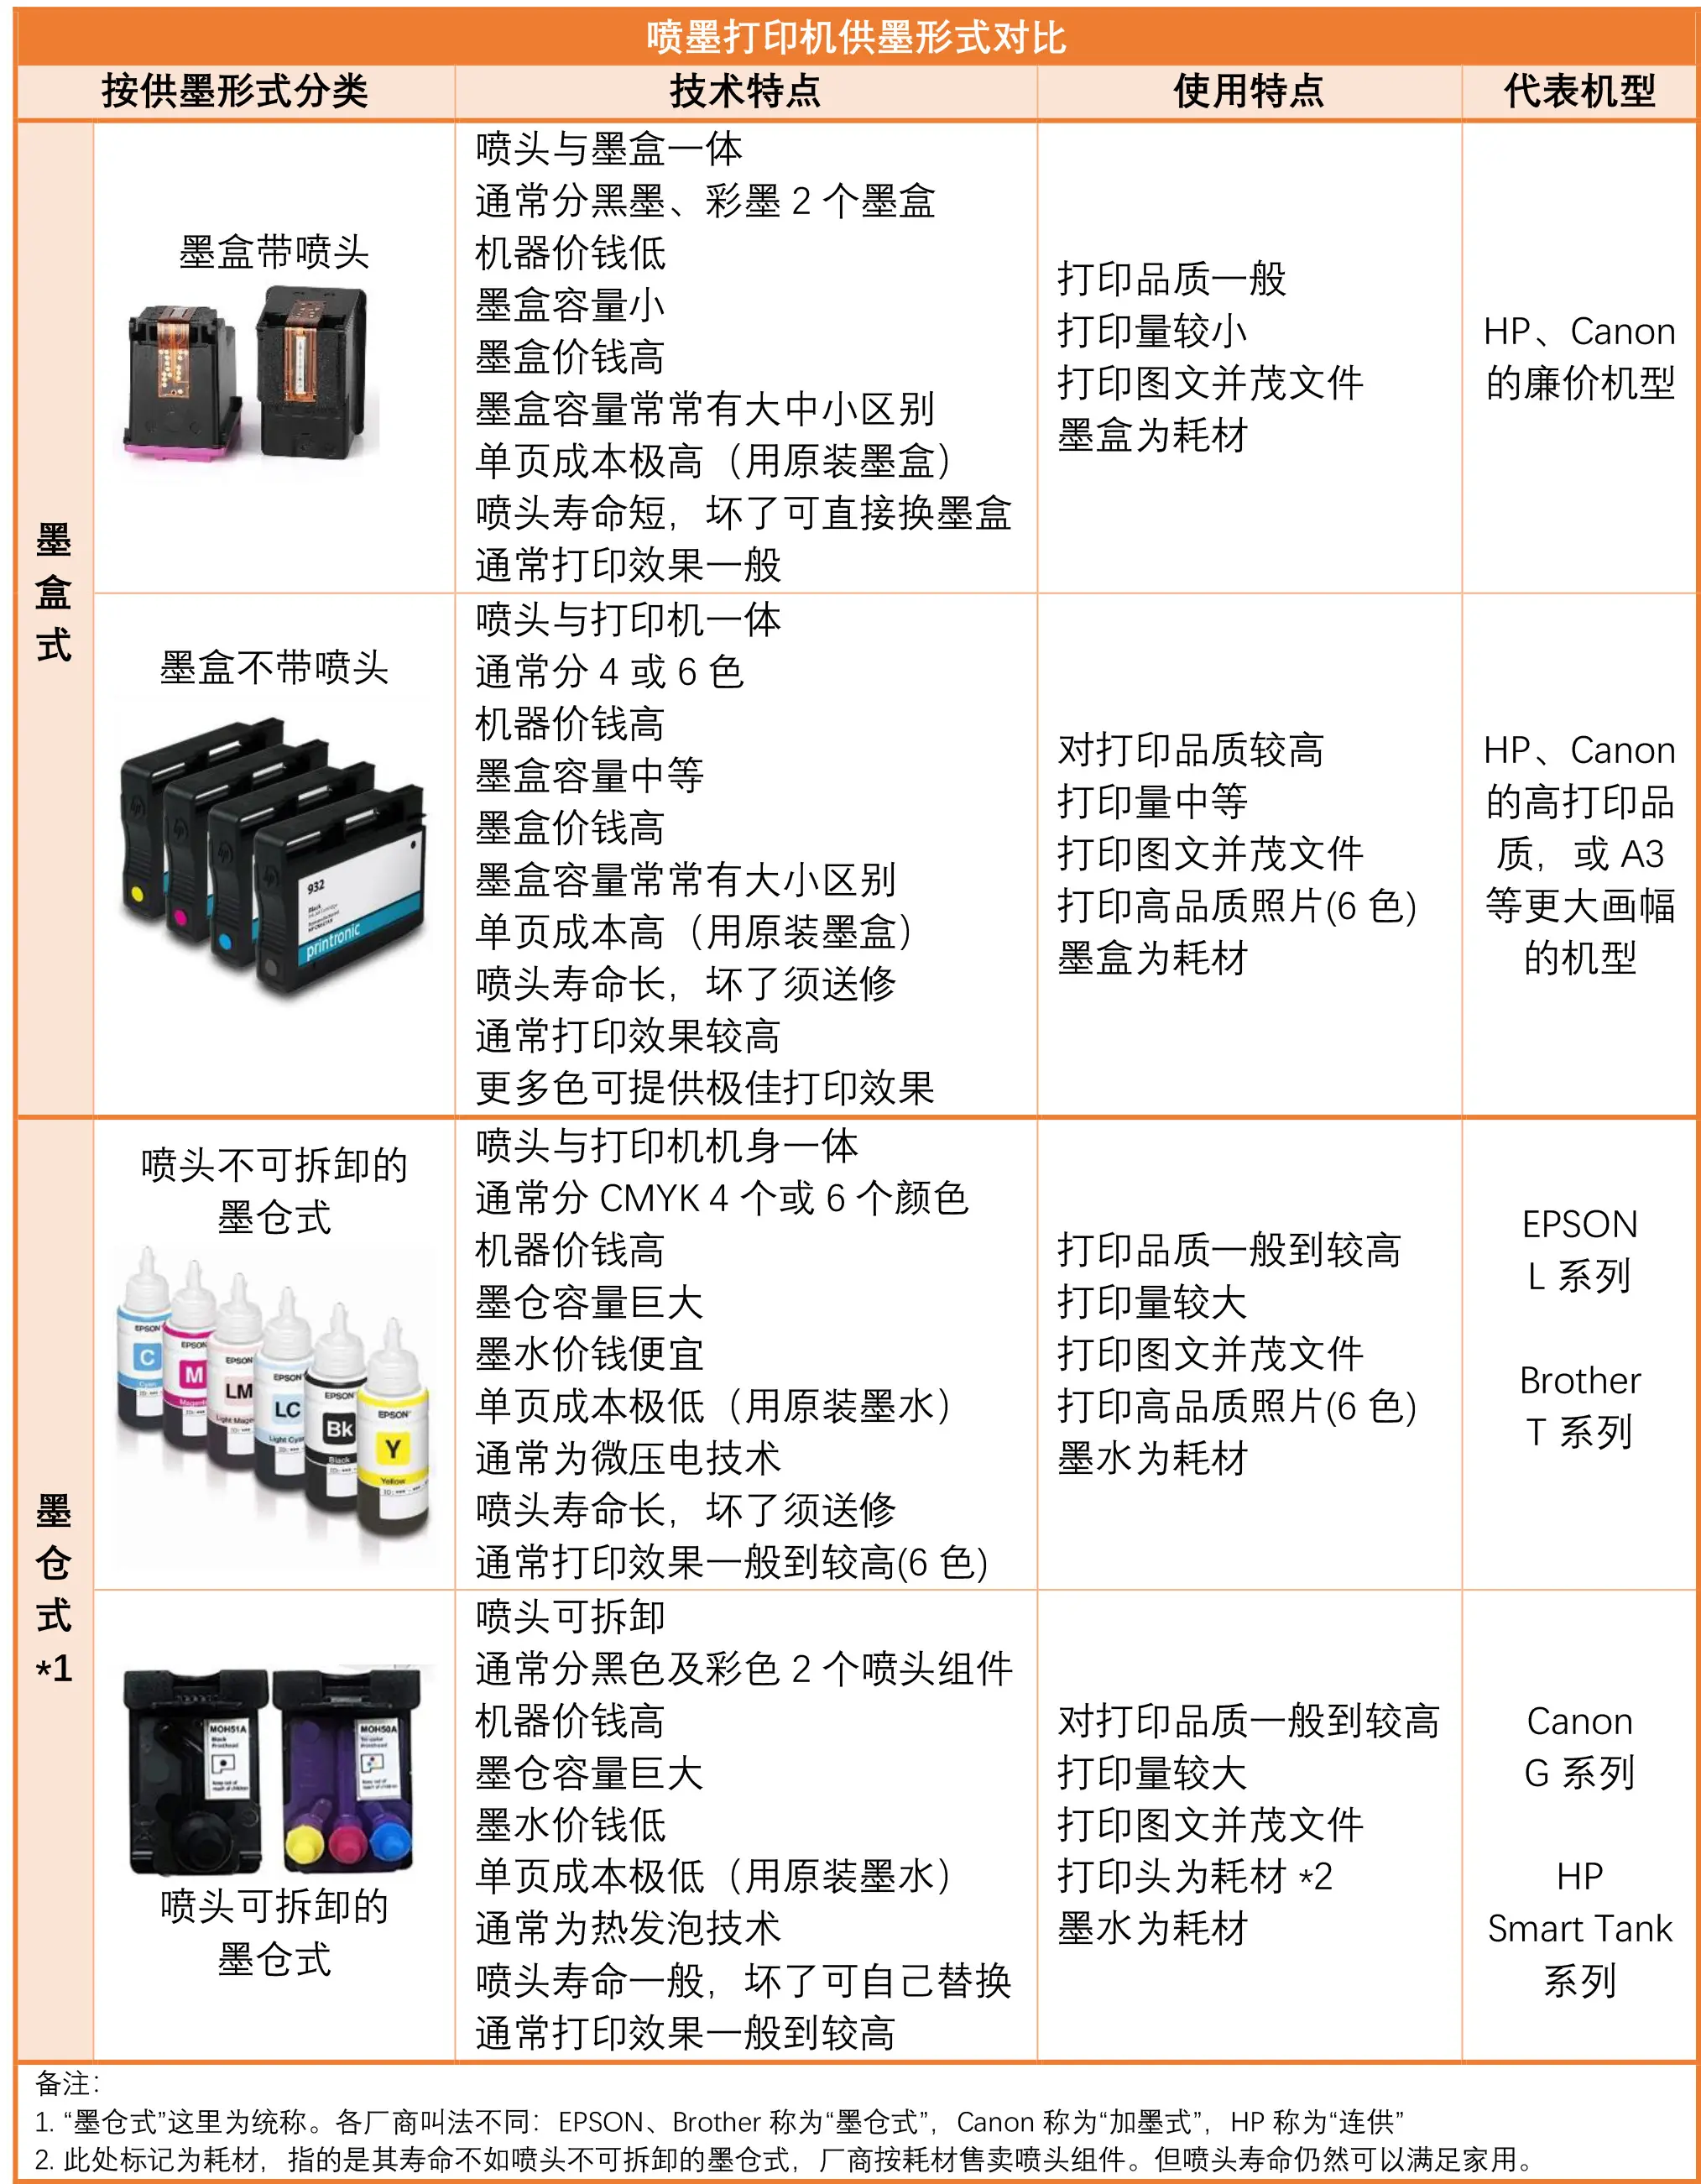 喷墨打印机供墨形式对比
按供墨形式分类
技术特点
使用特点
代表机型
墨盒式
墨盒带喷头
喷头与墨盒一体
通常分黑墨、彩墨 2 个墨盒
机器价钱低
墨盒容量小
墨盒价钱高
墨盒容量常常有大中小区别
单页成本极高（用原装墨盒）
喷头寿命短，坏了可直接换墨盒
通常打印效果一般
打印品质一般
打印量较小
打印图文并茂文件
墨盒为耗材
HP、Canon
的廉价机型
墨盒不带喷头
932
Black
printronic
喷头与打印机一体
通常分 4 或 6 色
机器价钱高
墨盒容量中等
墨盒价钱高
墨盒容量常常有大小区别
单页成本高（用原装墨盒）
喷头寿命长，坏了须送修
通常打印效果较高
更多色可提供极佳打印效果
对打印品质较高
打印量中等
打印图文并茂文件
打印高品质照片(6 色)
墨盒为耗材
HP、Canon
的高打印品
质，或 A3
等更大画幅
的机型
墨仓式
*1
喷头不可拆卸的
墨仓式
EPSON
C
Cyan
EPSON
M
Magenta
EPSON
LM
Light Magen
EPSON
LC
Light Cyan
EPSON
Bk
Black
EPSON
Y
Yellow
喷头与打印机机身一体
通常分 CMYK 4 个或 6 个颜色
机器价钱高
墨仓容量巨大
墨水价钱便宜
单页成本极低（用原装墨水）
通常为微压电技术
喷头寿命长，坏了须送修
通常打印效果一般到较高(6 色)
打印品质一般到较高
打印量较大
打印图文并茂文件
打印高品质照片(6 色)
墨水为耗材
EPSON
L 系列
Brother
T 系列
MOH51A
Black
Printhead
Keep out of
reach of children
MOH50A
Tri-color
Printhead
Keep out of
reach of children
喷头可拆卸的
墨仓式
喷头可拆卸
通常分黑色及彩色 2 个喷头组件
机器价钱高
墨仓容量巨大
墨水价钱低
单页成本极低（用原装墨水）
通常为热发泡技术
喷头寿命一般，坏了可自己替换
通常打印效果一般到较高
对打印品质一般到较高
打印量较大
打印图文并茂文件
打印头为耗材 *2
墨水为耗材
Canon
G 系列
HP
Smart Tank
系列
备注：
1. “墨仓式”这里为统称。各厂商叫法不同：EPSON、Brother 称为“墨仓式”，Canon 称为“加墨式”，HP 称为“连供”
2. 此处标记为耗材，指的是其寿命不如喷头不可拆卸的墨仓式，厂商按耗材售卖喷头组件。但喷头寿命仍然可以满足家用。